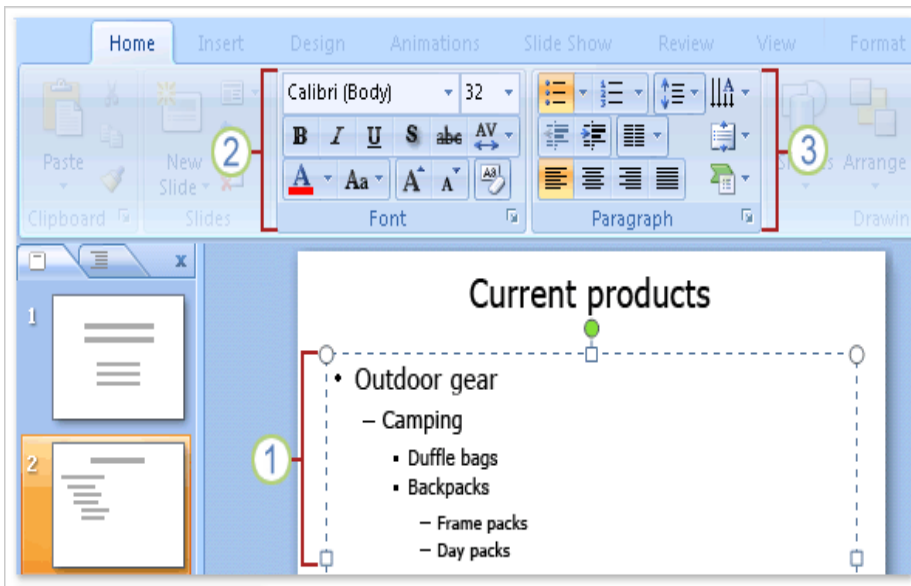 Home Insert Design Animations Slide Show Review View Format
Calibri (Body) 32
B I U S abc AV
Paste New Slide A Aa A A Arrange
Clipboard Slides Font Paragraph
2
3
1
2
Current products
1
• Outdoor gear
– Camping
▪ Duffle bags
▪ Backpacks
– Frame packs
– Day packs